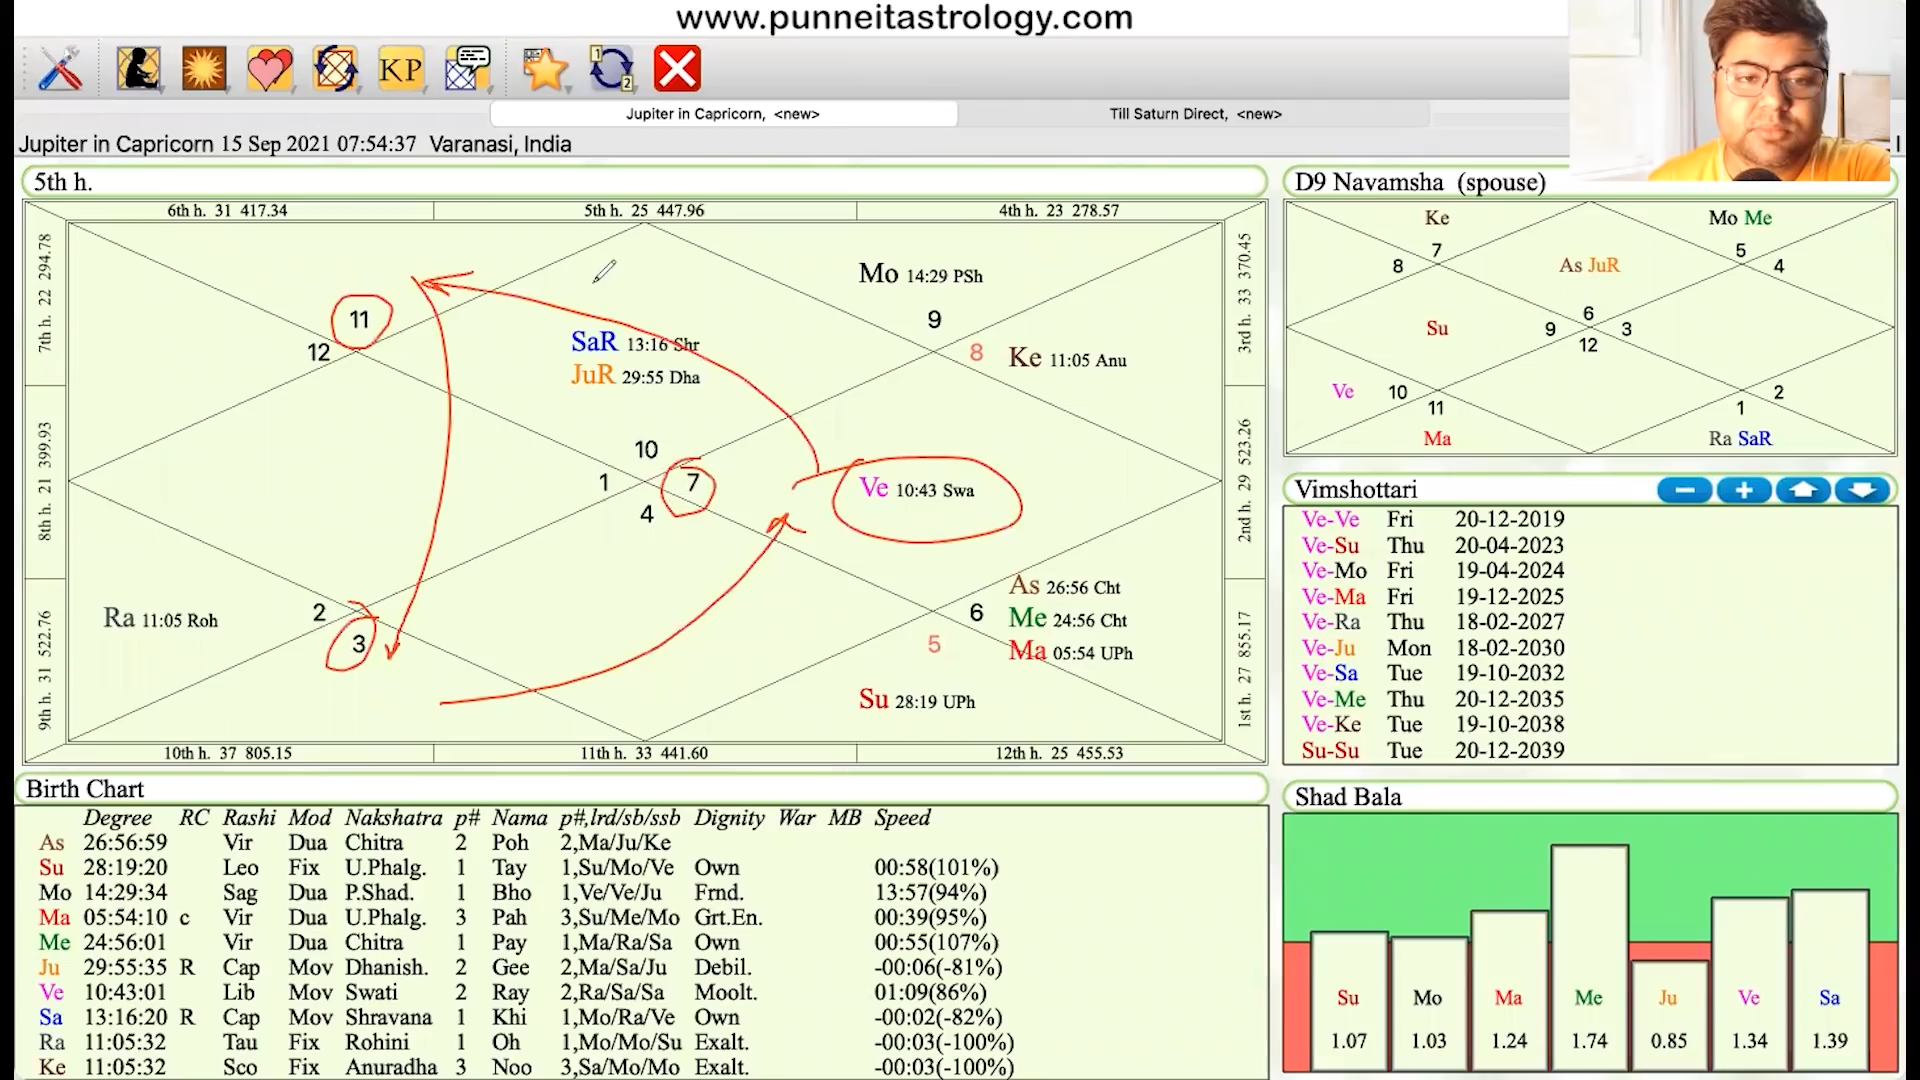 www.punneitastrology.com
KP
1
2
Jupiter in Capricorn, <new>
Till Saturn Direct, <new>
Jupiter in Capricorn 15 Sep 2021 07:54:37 Varanasi, India
5th h.
6th h. 31 417.34
5th h. 25 447.96
4th h. 23 278.57
7th h. 22 294.78
8th h. 21 399.93
9th h. 31 522.76
3rd h. 33 370.45
2nd h. 29 523.26
1st h. 27 855.17
10th h. 37 805.15
11th h. 33 441.60
12th h. 25 455.53
Mo 14:29 PSh
11
12
SaR 13:16 Shr
JuR 29:55 Dha
9
8
Ke 11:05 Anu
10
1
7
4
Ve 10:43 Swa
Ra 11:05 Roh
2
3
As 26:56 Cht
6
Me 24:56 Cht
5
Ma 05:54 UPh
Su 28:19 UPh
D9 Navamsha (spouse)
Ke
Mo Me
7
5
8
As JuR
4
Su
6
9
3
12
Ve
10
11
2
1
Ma
Ra SaR
Vimshottari
Ve-Ve Fri 20-12-2019
Ve-Su Thu 20-04-2023
Ve-Mo Fri 19-04-2024
Ve-Ma Fri 19-12-2025
Ve-Ra Thu 18-02-2027
Ve-Ju Mon 18-02-2030
Ve-Sa Tue 19-10-2032
Ve-Me Thu 20-12-2035
Ve-Ke Tue 19-10-2038
Su-Su Tue 20-12-2039
Birth Chart
Degree RC Rashi Mod Nakshatra p# Nama p#,lrd/sb/ssb Dignity War MB Speed
As 26:56:59 Vir Dua Chitra 2 Poh 2,Ma/Ju/Ke
Su 28:19:20 Leo Fix U.Phalg. 1 Tay 1,Su/Mo/Ve Own 00:58(101%)
Mo 14:29:34 Sag Dua P.Shad. 1 Bho 1,Ve/Ve/Ju Frnd. 13:57(94%)
Ma 05:54:10 c Vir Dua U.Phalg. 3 Pah 3,Su/Me/Mo Grt.En. 00:39(95%)
Me 24:56:01 Vir Dua Chitra 1 Pay 1,Ma/Ra/Sa Own 00:55(107%)
Ju 29:55:35 R Cap Mov Dhanish. 2 Gee 2,Ma/Sa/Ju Debil. -00:06(-81%)
Ve 10:43:01 Lib Mov Swati 2 Ray 2,Ra/Sa/Sa Moolt. 01:09(86%)
Sa 13:16:20 R Cap Mov Shravana 1 Khi 1,Mo/Ra/Ve Own -00:02(-82%)
Ra 11:05:32 Tau Fix Rohini 1 Oh 1,Mo/Mo/Su Exalt. -00:03(-100%)
Ke 11:05:32 Sco Fix Anuradha 3 Noo 3,Sa/Mo/Mo Exalt. -00:03(-100%)
Shad Bala
Su Mo Ma Me Ju Ve Sa
1.07 1.03 1.24 1.74 0.85 1.34 1.39